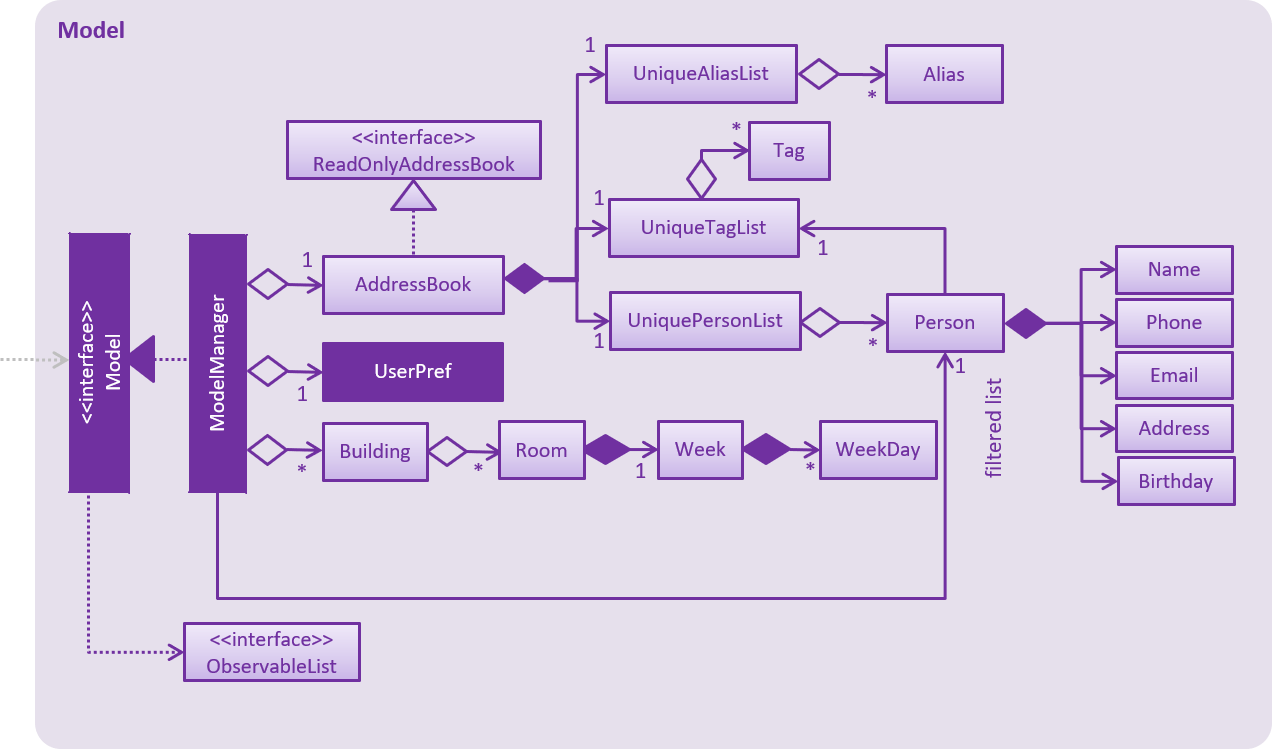 Model
1
UniqueAliasList
*
Alias
<<interface>>
ReadOnlyAddressBook
*
Tag
1
UniqueTagList
1
<<interface>>
Model
ModelManager
1
AddressBook
1
UniquePersonList
*
Person
1
filtered list
Name
Phone
Email
Address
Birthday
1
UserPref
*
Building
*
Room
1
Week
*
WeekDay
<<interface>>
ObservableList